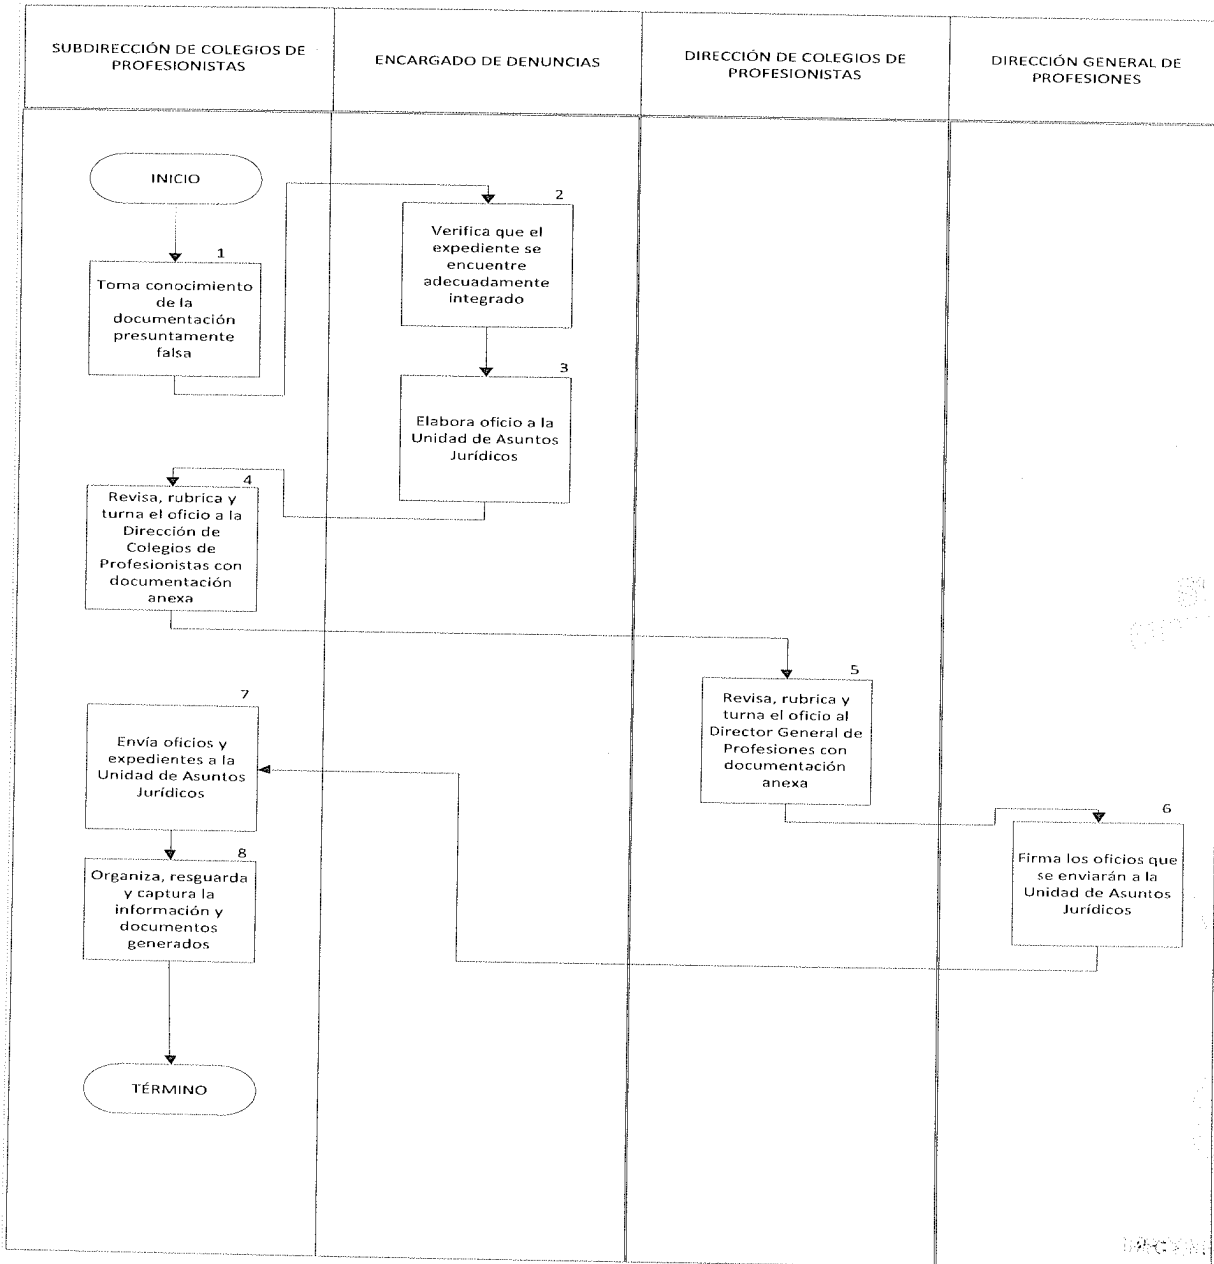 SUBDIRECCIÓN DE COLEGIOS DE
PROFESIONISTAS
ENCARGADO DE DENUNCIAS
DIRECCIÓN DE COLEGIOS DE
PROFESIONISTAS
DIRECCIÓN GENERAL DE
PROFESIONES
INICIO
1
Toma conocimiento
de la
documentación
presuntamente
falsa
2
Verifica que el
expediente se
encuentre
adecuadamente
integrado
3
Elabora oficio a la
Unidad de Asuntos
Jurídicos
4
Revisa, rubrica y
turna el oficio a la
Dirección de
Colegios de
Profesionistas con
documentación
anexa
5
Revisa, rubrica y
turna el oficio al
Director General de
Profesiones con
documentación
anexa
6
Firma los oficios que
se enviarán a la
Unidad de Asuntos
Jurídicos
7
Envía oficios y
expedientes a la
Unidad de Asuntos
Jurídicos
8
Organiza, resguarda
y captura la
información y
documentos
generados
TÉRMINO